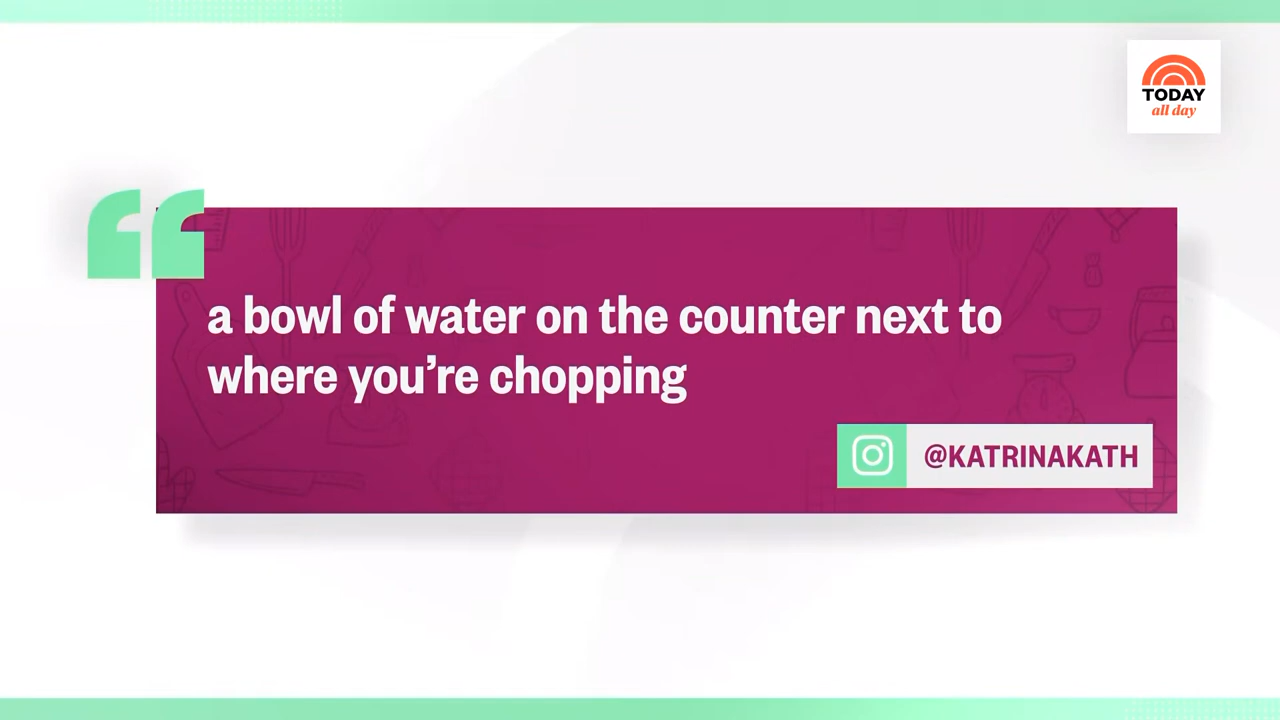 TODAY
all day
a bowl of water on the counter next to
where you’re chopping
@KATRINAKATH